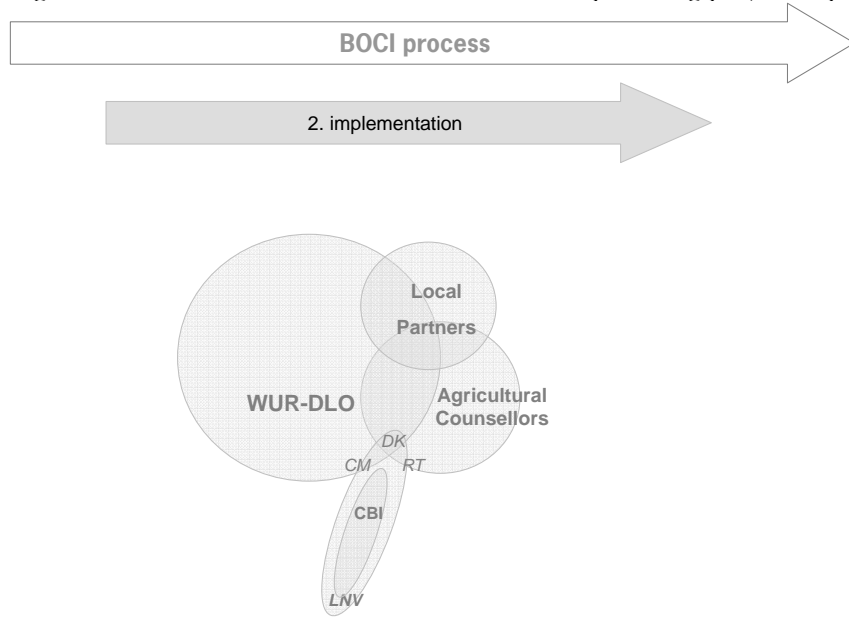 BOCI process
2. implementation
Local
Partners
WUR-DLO
Agricultural
Counsellors
DK
CM
RT
CBI
LNV